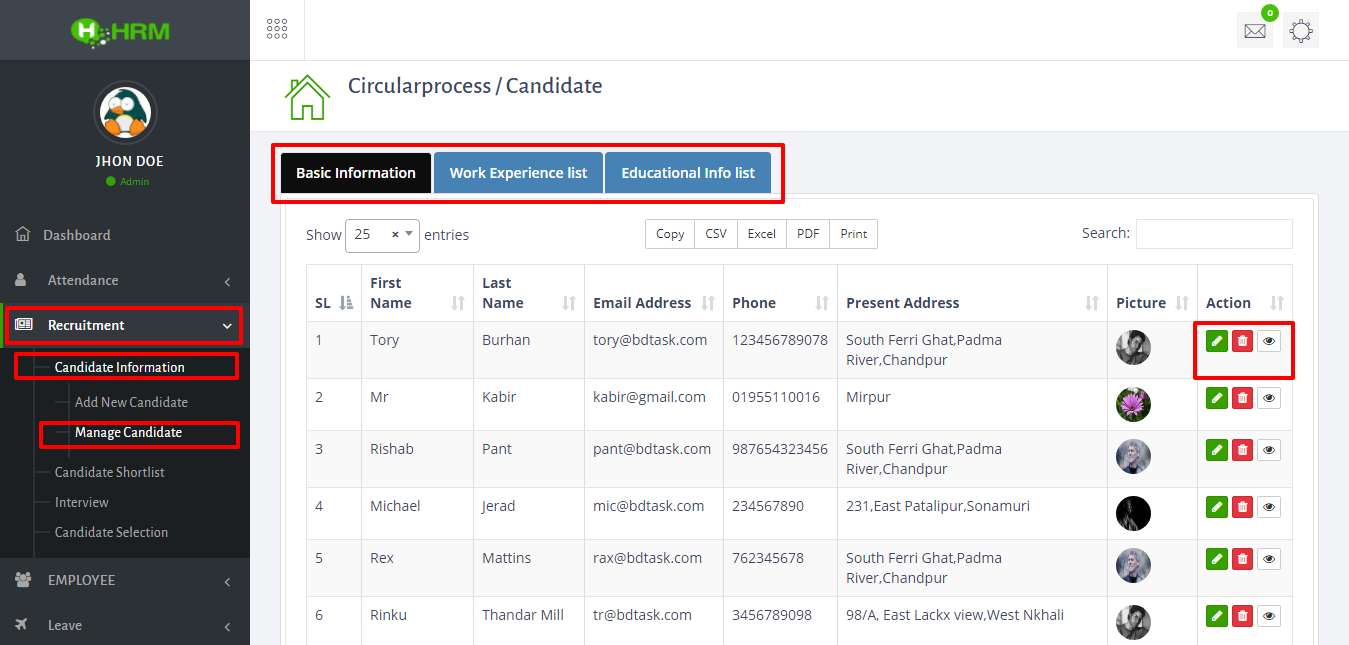 HRM
0
Circularprocess / Candidate
JHON DOE
Admin
Dashboard
Attendance
Recruitment
Candidate Information
Add New Candidate
Manage Candidate
Candidate Shortlist
Interview
Candidate Selection
EMPLOYEE
Leave
Basic Information Work Experience list Educational Info list
Show 25 × entries Copy CSV Excel PDF Print Search:
SL First Name Last Name Email Address Phone Present Address Picture Action
1 Tory Burhan tory@bdtask.com 123456789078 South Ferri Ghat,Padma
River,Chandpur
2 Mr Kabir kabir@gmail.com 01955110016 Mirpur
3 Rishab Pant pant@bdtask.com 987654323456 South Ferri Ghat,Padma
River,Chandpur
4 Michael Jerad mic@bdtask.com 234567890 231,East Patalipur,Sonamuri
5 Rex Mattins rax@bdtask.com 762345678 South Ferri Ghat,Padma
River,Chandpur
6 Rinku Thandar Mill tr@bdtask.com 3456789098 98/A, East Lackx view,West Nkhali